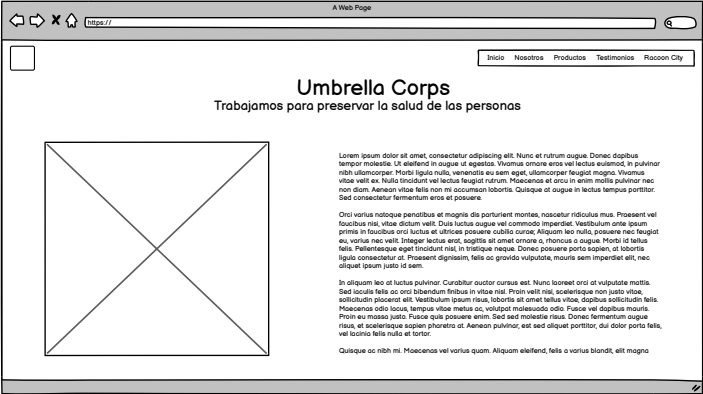 A Web Page
https://
Inicio Nosotros Productos Testimonios Racoon City
Umbrella Corps
Trabajamos para preservar la salud de las personas
Lorem ipsum dolor sit amet, consectetur adipiscing elit. Nunc et rutrum augue. Donec dapibus
tempor molestie. Ut eleifend in augue ut egestas. Vivamus ornare eros vel lectus euismod, in pulvinar
nibh ullamcorper. Morbi ligula nulla, venenatis eu sem eget, ullamcorper feugiat magna. Vivamus
vitae velit ex. Nulla tincidunt vel lectus feugiat rutrum. Maecenas et arcu in enim mollis pulvinar nec
non diam. Aenean vitae felis non mi accumsan lobortis. Quisque at augue in lectus tempus porttitor.
Sed consectetur fermentum eros et posuere.
Orci varius natoque penatibus et magnis dis parturient montes, nascetur ridiculus mus. Praesent vel
faucibus nisi, vitae dictum velit. Duis luctus augue vel commodo imperdiet. Vestibulum ante ipsum
primis in faucibus orci luctus et ultrices posuere cubilia curae; Aliquam leo nulla, posuere nec feugiat
eu, varius nec velit. Integer lectus erat, sagittis sit amet ornare a, rhoncus a augue. Morbi id tellus
felis. Pellentesque eget tincidunt nisl, in tristique neque. Donec posuere porta sapien, at lobortis
ligula consectetur at. Praesent dignissim, felis ac gravida vulputate, mauris sem imperdiet elit, nec
aliquet ipsum justo id sem.
In aliquam leo at luctus pulvinar. Curabitur auctor cursus est. Nunc laoreet orci at vulputate mattis.
Sed iaculis felis ac orci bibendum finibus in vitae nisl. Proin velit nisi, scelerisque non justo vitae,
sollicitudin placerat elit. Vestibulum ipsum risus, lobortis sit amet tellus vitae, dapibus sollicitudin felis.
Maecenas odio lacus, tempus vitae metus ac, volutpat malesuada odio. Fusce vel dapibus mauris.
Proin eu massa justo. Fusce quis posuere enim. Sed sed molestie risus. Donec fermentum augue
risus, et scelerisque sapien pharetra at. Aenean pulvinar, est sed aliquet porttitor, dui dolor porta felis,
vel lacinia felis nulla et tortor.
Quisque ac nibh mi. Maecenas vel varius quam. Aliquam eleifend, felis a varius blandit, elit magna